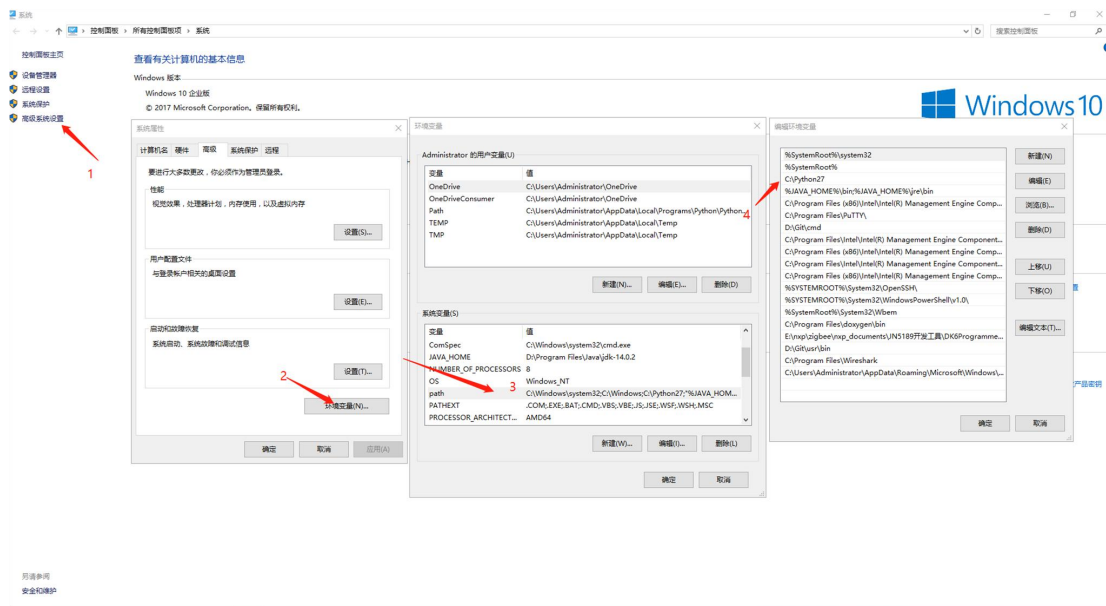 系统
控制面板 › 所有控制面板项 › 系统
搜索控制面板
控制面板主页
设备管理器
远程设置
系统保护
高级系统设置
1
查看有关计算机的基本信息
Windows 版本
Windows 10 企业版
© 2017 Microsoft Corporation。保留所有权利。
Windows 10
系统属性
计算机名 硬件 高级 系统保护 远程
要进行大多数更改，你必须作为管理员登录。
性能
视觉效果，处理器计划，内存使用，以及虚拟内存
设置(S)...
用户配置文件
与登录帐户相关的桌面设置
设置(E)...
启动和故障恢复
系统启动、系统故障和调试信息
设置(T)...
2
环境变量(N)...
确定 取消 应用(A)
环境变量
Administrator 的用户变量(U)
变量 值
OneDrive C:\Users\Administrator\OneDrive
OneDriveConsumer C:\Users\Administrator\OneDrive
Path C:\Users\Administrator\AppData\Local\Programs\Python\Python...
TEMP C:\Users\Administrator\AppData\Local\Temp
TMP C:\Users\Administrator\AppData\Local\Temp
新建(N)... 编辑(E)... 删除(D)
系统变量(S)
变量 值
ComSpec C:\Windows\system32\cmd.exe
JAVA_HOME D:\Program Files\Java\jdk-14.0.2
NUMBER_OF_PROCESSORS 8
OS Windows_NT
3
path C:\Windows\system32;C:\Windows;C:\Python27;"%JAVA_HOM...
PATHEXT .COM;.EXE;.BAT;.CMD;.VBS;.VBE;.JS;.JSE;.WSF;.WSH;.MSC
PROCESSOR_ARCHITECT... AMD64
新建(W)... 编辑(I)... 删除(L)
确定 取消
编辑环境变量
4
%SystemRoot%\system32
%SystemRoot%
C:\Python27
%JAVA_HOME%\bin;%JAVA_HOME%\jre\bin
C:\Program Files (x86)\Intel\Intel(R) Management Engine Comp...
C:\Program Files\PuTTY\
D:\Git\cmd
C:\Program Files\Intel\Intel(R) Management Engine Component...
C:\Program Files (x86)\Intel\Intel(R) Management Engine Comp...
C:\Program Files\Intel\Intel(R) Management Engine Component...
C:\Program Files (x86)\Intel\Intel(R) Management Engine Comp...
%SYSTEMROOT%\System32\OpenSSH\
%SYSTEMROOT%\System32\WindowsPowerShell\v1.0\
%SystemRoot%\System32\Wbem
C:\Program Files\doxygen\bin
E:\nxp\zigbee\nxp_documents\JN5189开发工具\DK6Programme...
D:\Git\usr\bin
C:\Program Files\Wireshark
C:\Users\Administrator\AppData\Roaming\Microsoft\Windows\...
新建(N)
编辑(E)
浏览(B)...
删除(D)
上移(U)
下移(O)
编辑文本(T)...
确定 取消
产品密钥
另请参阅
安全和维护